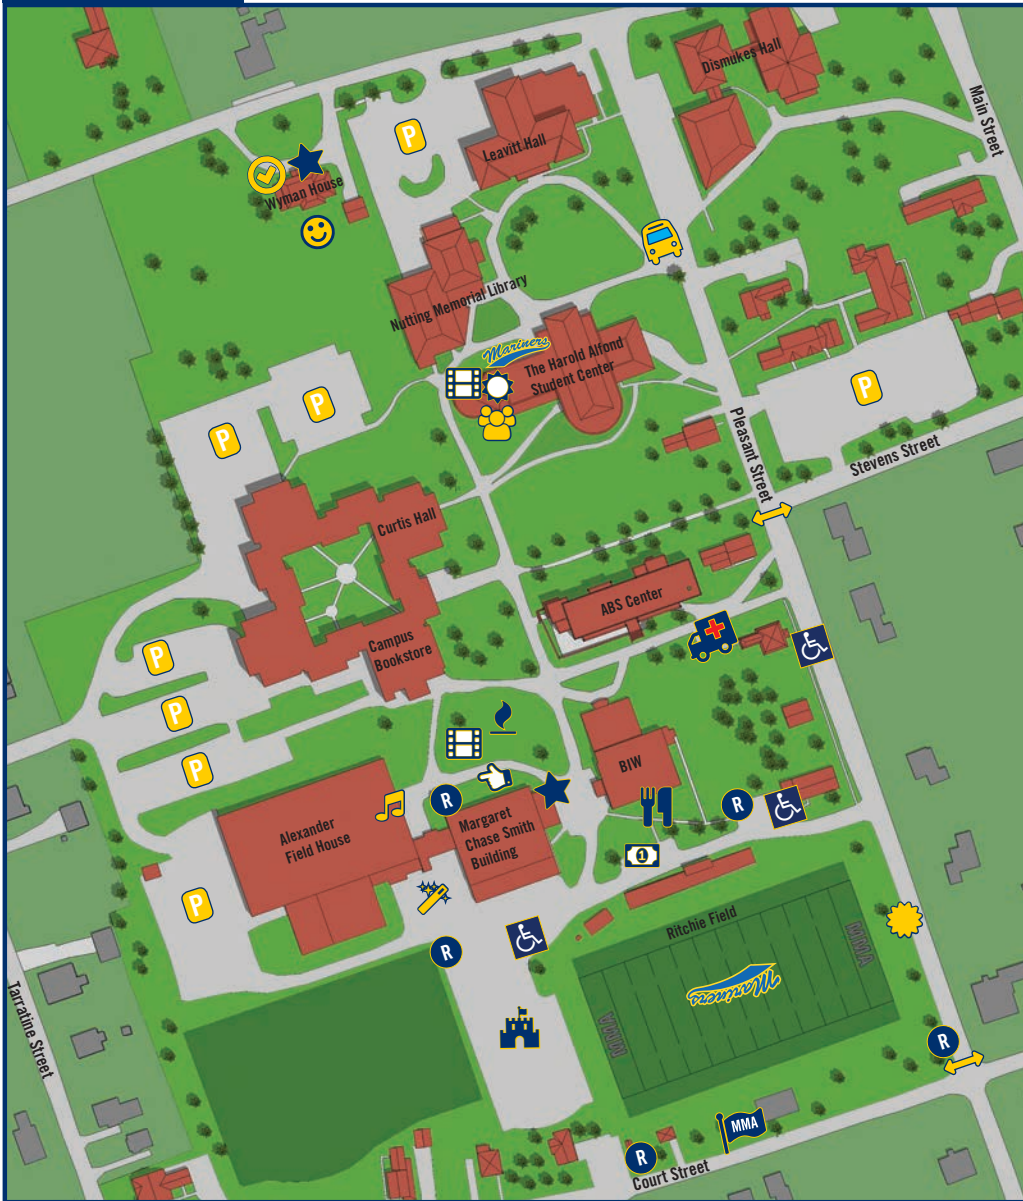 Dismukes Hall
Main Street
P
Leavitt Hall
Wyman House
Nutting Memorial Library
Mariners
The Harold Alfond
Student Center
P
P
P
Pleasant Street
Stevens Street
Curtis Hall
ABS Center
Campus
Bookstore
P
P
P
BIW
1
R
R
Margaret
Chase Smith
Building
Alexander
Field House
P
R
Ritchie Field
MMA
Mariners
MMA
Tarratine Street
R
MMA
R
Court Street